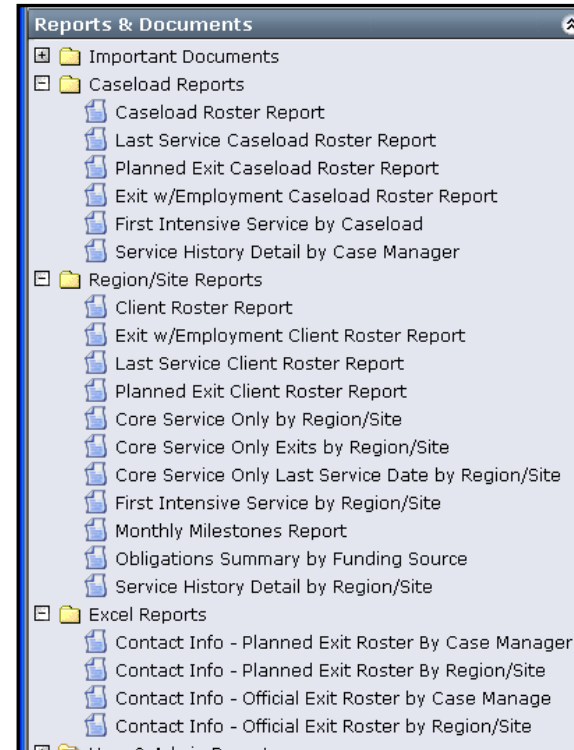 Reports & Documents
Important Documents
Caseload Reports
Caseload Roster Report
Last Service Caseload Roster Report
Planned Exit Caseload Roster Report
Exit w/Employment Caseload Roster Report
First Intensive Service by Caseload
Service History Detail by Case Manager
Region/Site Reports
Client Roster Report
Exit w/Employment Client Roster Report
Last Service Client Roster Report
Planned Exit Client Roster Report
Core Service Only by Region/Site
Core Service Only Exits by Region/Site
Core Service Only Last Service Date by Region/Site
First Intensive Service by Region/Site
Monthly Milestones Report
Obligations Summary by Funding Source
Service History Detail by Region/Site
Excel Reports
Contact Info - Planned Exit Roster By Case Manager
Contact Info - Planned Exit Roster By Region/Site
Contact Info - Official Exit Roster by Case Manage
Contact Info - Official Exit Roster by Region/Site